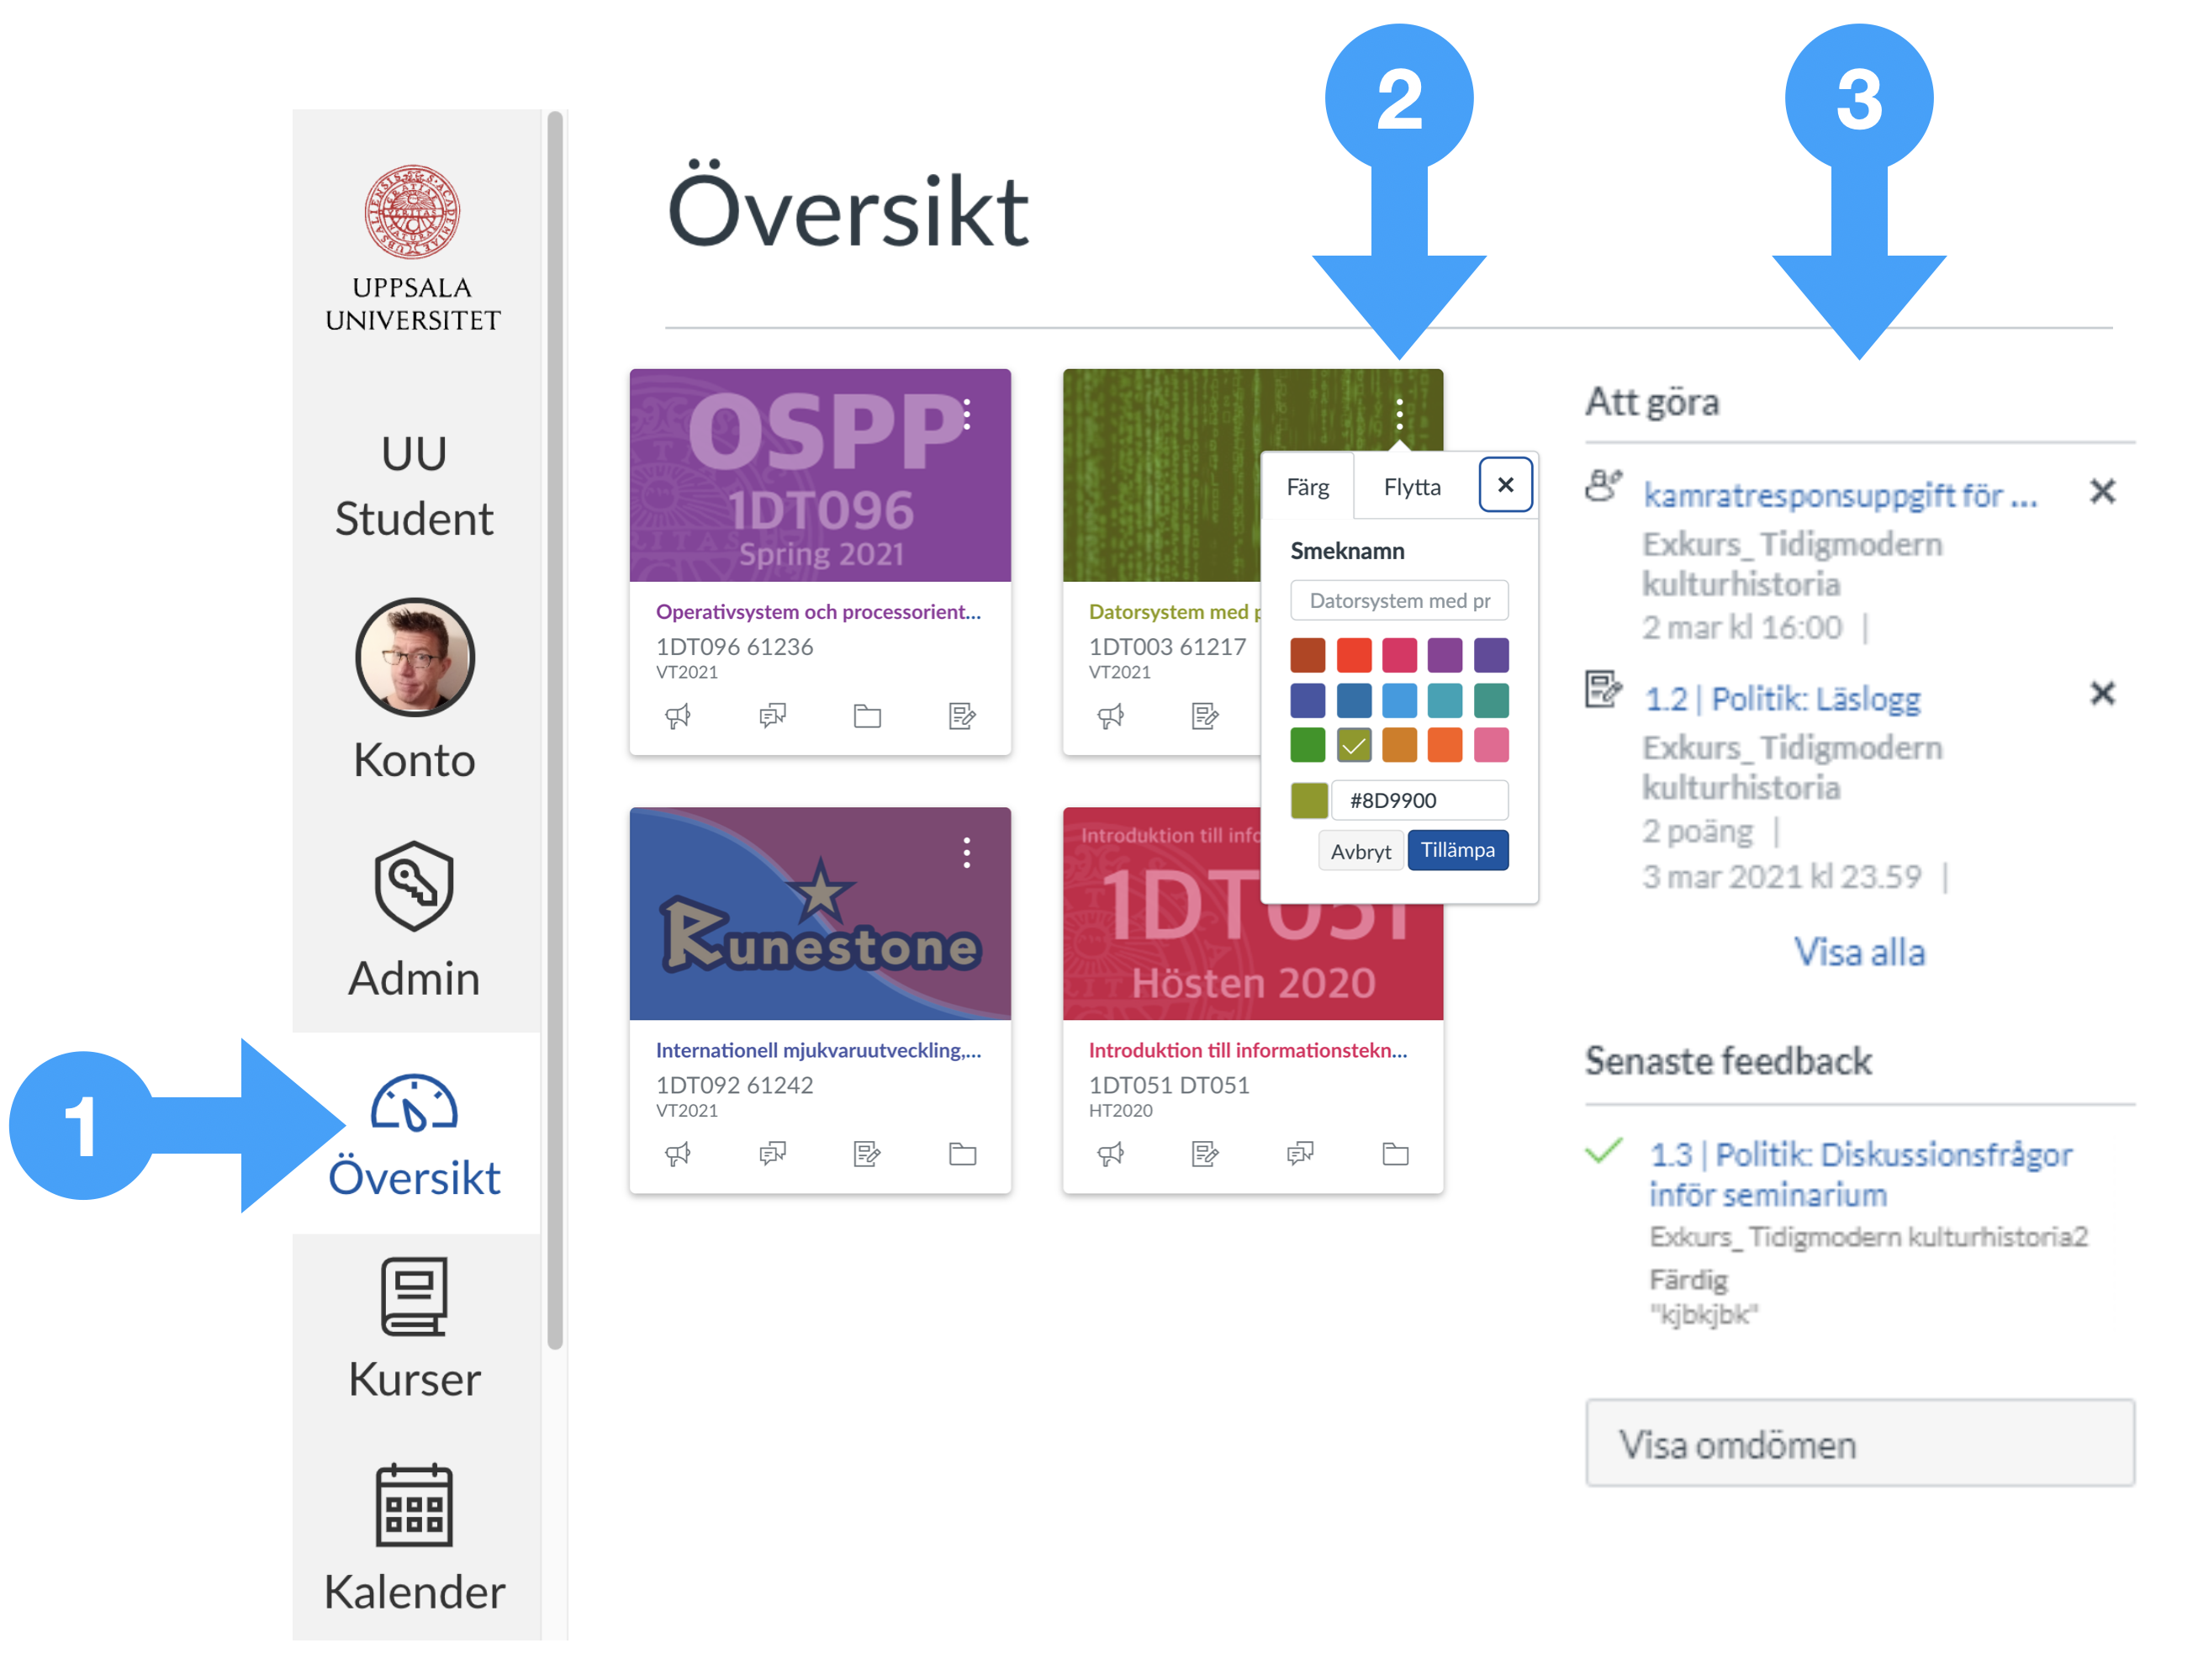 2
3
UPPSALA
UNIVERSITET
UU
Student
Konto
Admin
1
Översikt
Kurser
Kalender
Översikt
OSPP
1DT096
Spring 2021
Operativsystem och processorient...
1DT096 61236
VT2021
Datorsystem med p
1DT003 61217
VT2021
Färg
Flytta
Smeknamn
Datorsystem med pr
#8D9900
Avbryt
Tillämpa
Runestone
Internationell mjukvaruutveckling,...
1DT092 61242
VT2021
Introduktion till info
1DT051
Hösten 2020
Introduktion till informationstekn...
1DT051 DT051
HT2020
Att göra
kamratresponsuppgift för ...
Exkurs_ Tidigmodern
kulturhistoria
2 mar kl 16:00 |
1.2 | Politik: Läslogg
Exkurs_ Tidigmodern
kulturhistoria
2 poäng |
3 mar 2021 kl 23.59 |
Visa alla
Senaste feedback
1.3 | Politik: Diskussionsfrågor
inför seminarium
Exkurs_ Tidigmodern kulturhistoria2
Färdig
"kjbkjbk"
Visa omdömen